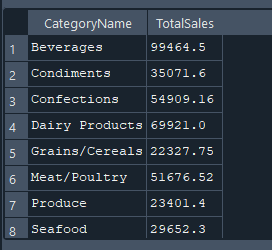 CategoryName TotalSales
1 Beverages 99464.5
2 Condiments 35071.6
3 Confections 54909.16
4 Dairy Products 69921.0
5 Grains/Cereals 22327.75
6 Meat/Poultry 51676.52
7 Produce 23401.4
8 Seafood 29652.3